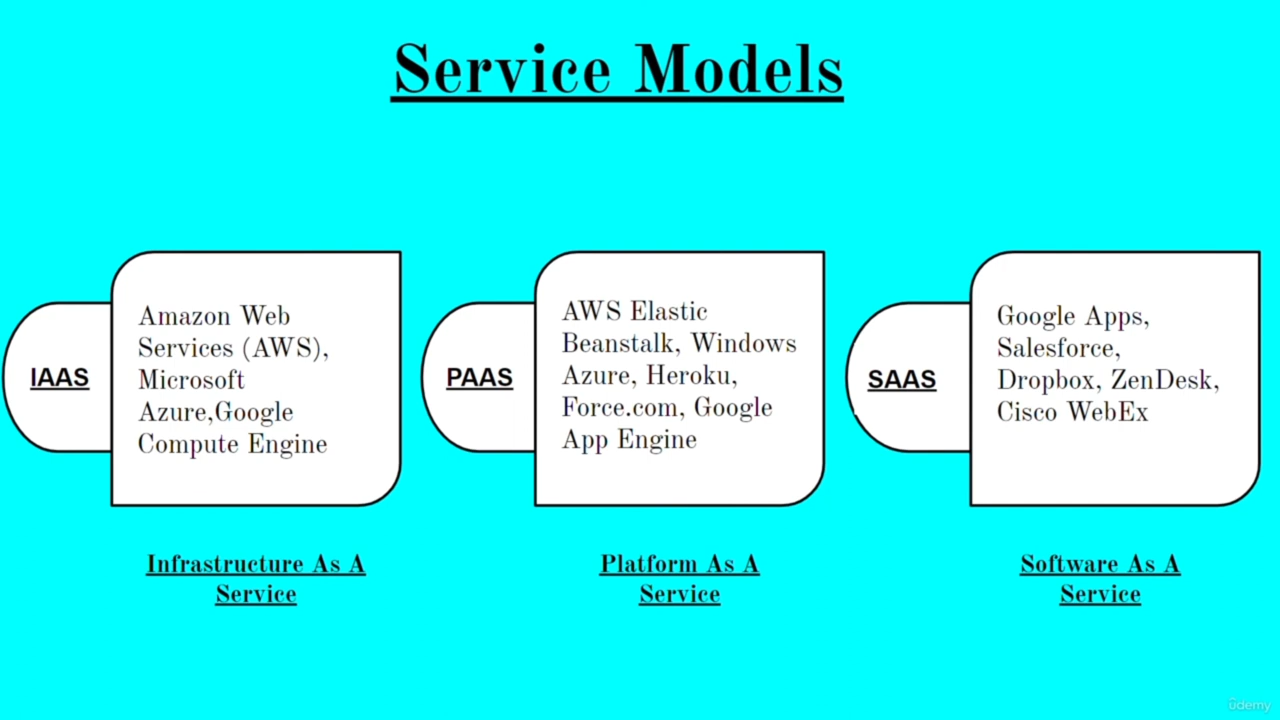 Service Models
IAAS
Amazon Web
Services (AWS),
Microsoft
Azure,Google
Compute Engine
Infrastructure As A
Service
PAAS
AWS Elastic
Beanstalk, Windows
Azure, Heroku,
Force.com, Google
App Engine
Platform As A
Service
SAAS
Google Apps,
Salesforce,
Dropbox, ZenDesk,
Cisco WebEx
Software As A
Service
ûdemy